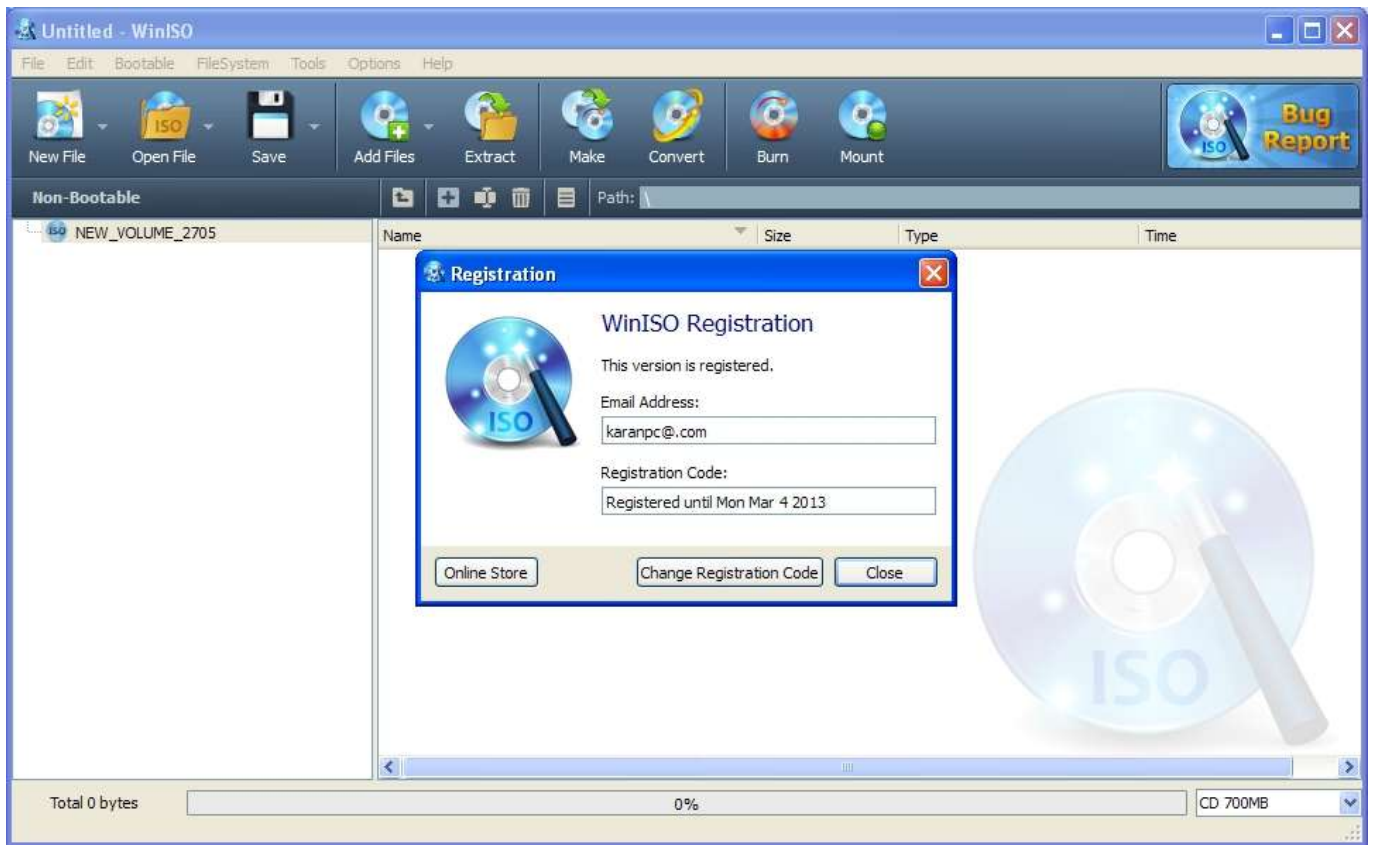 Untitled - WinISO
File Edit Bootable FileSystem Tools Options Help
New File Open File Save Add Files Extract Make Convert Burn Mount
ISO
ISO
Bug
Report
Non-Bootable
Path: \
ISO NEW_VOLUME_2705
Name Size Type Time
Registration
ISO
WinISO Registration
This version is registered.
Email Address:
karanpc@.com
Registration Code:
Registered until Mon Mar 4 2013
Online Store Change Registration Code Close
ISO
Total 0 bytes 0% CD 700MB